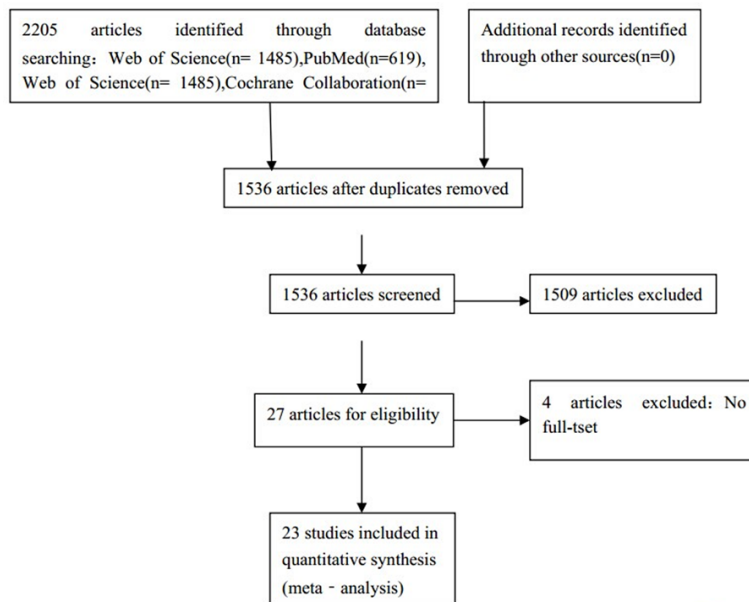 2205 articles identified through database
searching：Web of Science(n= 1485),PubMed(n=619),
Web of Science(n= 1485),Cochrane Collaboration(n=
Additional records identified
through other sources(n=0)
1536 articles after duplicates removed
1536 articles screened
1509 articles excluded
27 articles for eligibility
4 articles excluded：No
full-tset
23 studies included in
quantitative synthesis
(meta‐analysis)